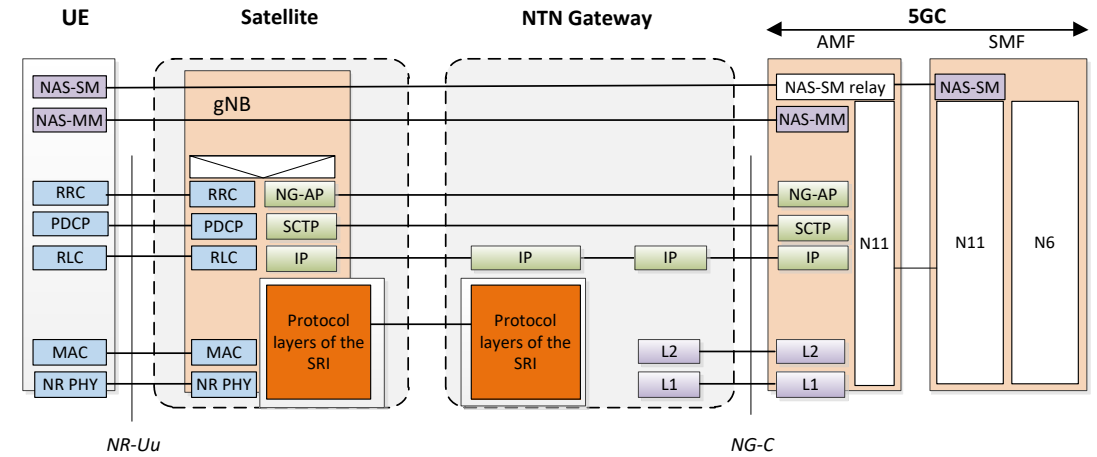 UE Satellite NTN Gateway 5GC
AMF SMF
NAS-SM NAS-SM relay NAS-SM
gNB
NAS-MM NAS-MM
RRC RRC NG-AP NG-AP
PDCP PDCP SCTP SCTP
N11 N11 N6
RLC RLC IP IP IP IP
Protocol
layers of the
SRI
Protocol
layers of the
SRI
MAC MAC L2 L2
NR PHY NR PHY L1 L1
NR-Uu NG-C